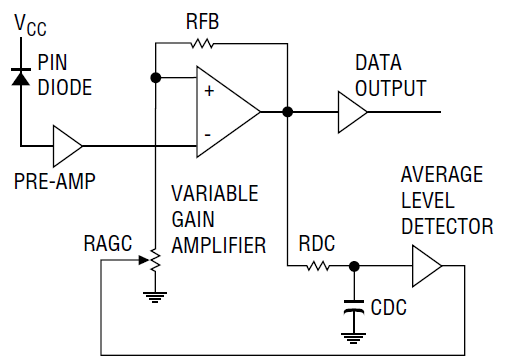 VCC
RFB
PIN
DIODE
DATA
OUTPUT
+
-
PRE-AMP
VARIABLE
GAIN
AMPLIFIER
AVERAGE
LEVEL
DETECTOR
RAGC
RDC
CDC